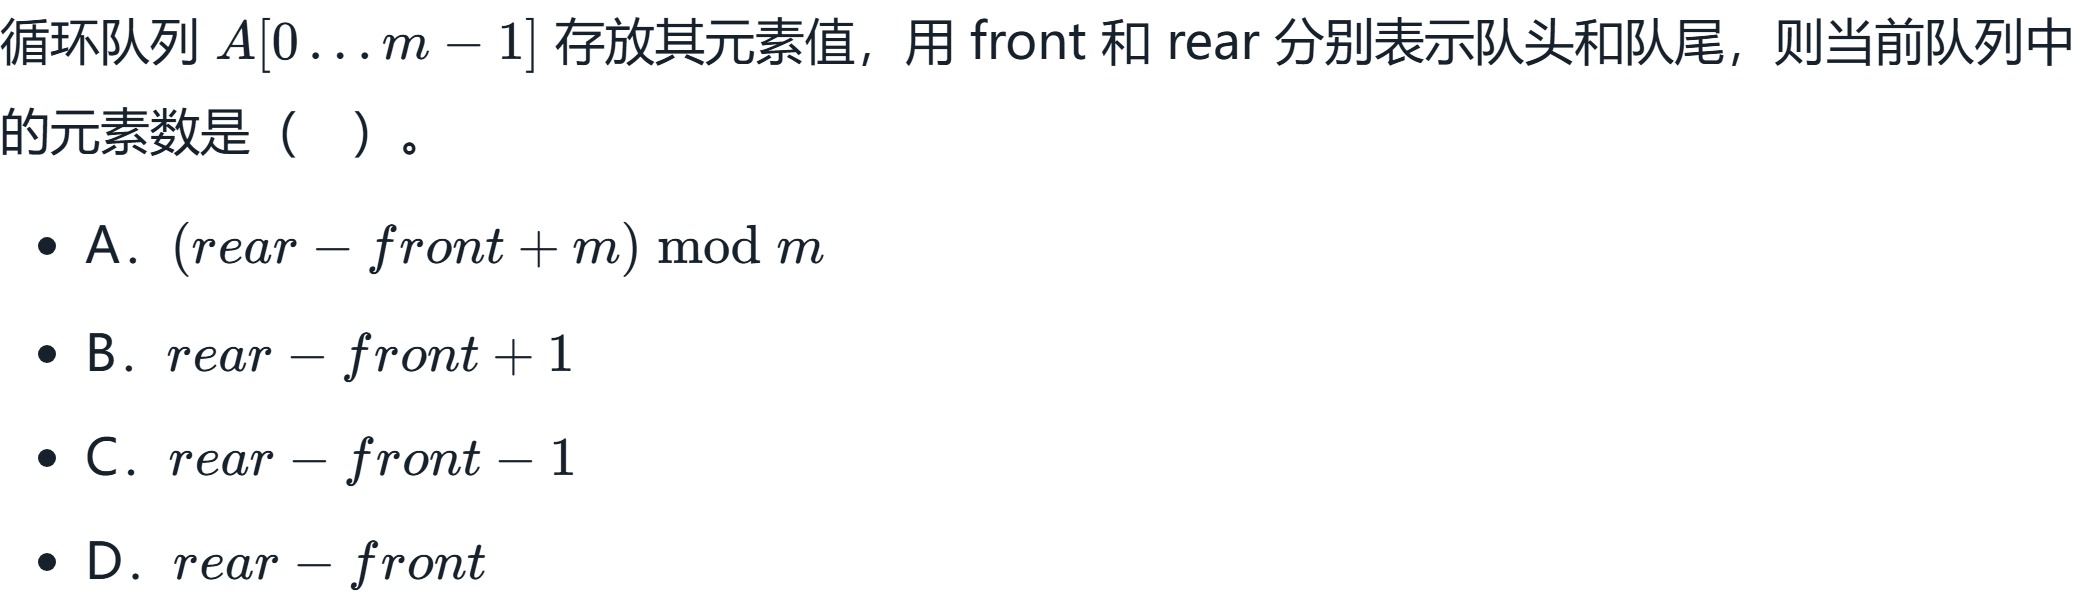 循环队列 A[0...m − 1] 存放其元素值，用 front 和 rear 分别表示队头和队尾，则当前队列中
的元素数是（ ）。
• A. (rear − front + m) mod m
• B. rear − front + 1
• C. rear − front − 1
• D. rear − front